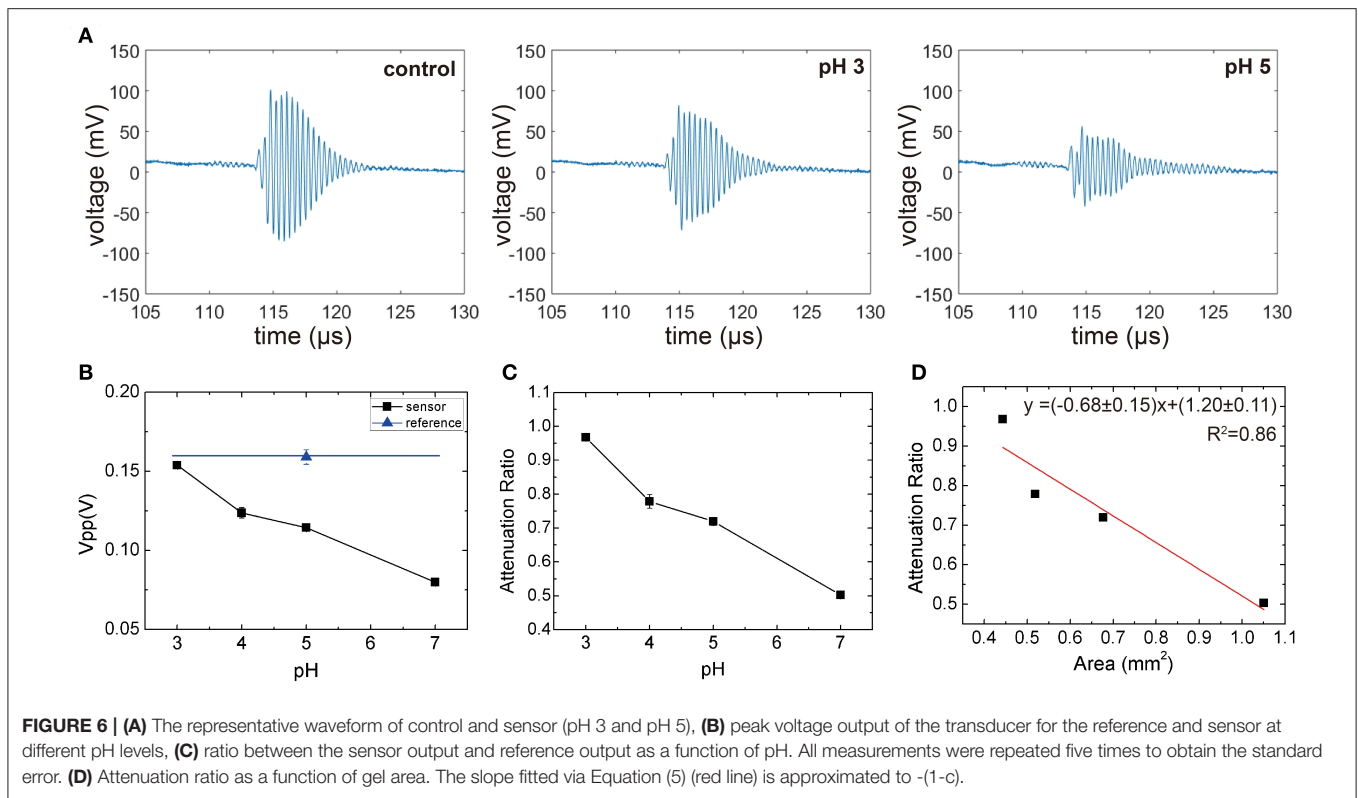 A
control
pH 3
pH 5
150
100
50
0
-50
-100
-150
voltage (mV)
105 110 115 120 125 130
time (µs)
150
100
50
0
-50
-100
-150
voltage (mV)
105 110 115 120 125 130
time (µs)
150
100
50
0
-50
-100
-150
voltage (mV)
105 110 115 120 125 130
time (µs)
B
0.20
0.15
0.10
0.05
Vpp(V)
sensor
reference
3 4 5 6 7
pH
C
1.1
1.0
0.9
0.8
0.7
0.6
0.5
0.4
Attenuation Ratio
3 4 5 6 7
pH
D
y =(-0.68±0.15)x+(1.20±0.11)
R²=0.86
1.0
0.9
0.8
0.7
0.6
0.5
Attenuation Ratio
0.4 0.5 0.6 0.7 0.8 0.9 1.0 1.1
Area (mm²)
FIGURE 6 | (A) The representative waveform of control and sensor (pH 3 and pH 5), (B) peak voltage output of the transducer for the reference and sensor at
different pH levels, (C) ratio between the sensor output and reference output as a function of pH. All measurements were repeated five times to obtain the standard
error. (D) Attenuation ratio as a function of gel area. The slope fitted via Equation (5) (red line) is approximated to -(1-c).